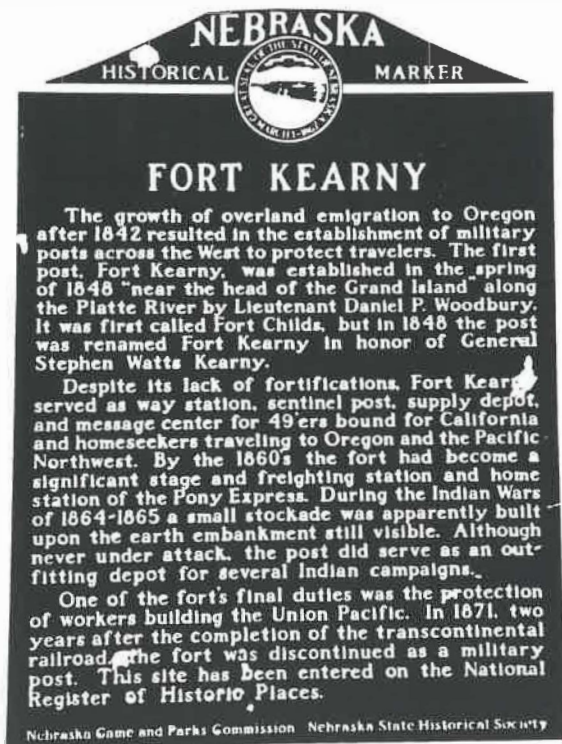 NEBRASKA
HISTORICAL MARKER
GREAT SEAL OF THE STATE OF NEBRASKA
MARCH 1ST 1867
FORT KEARNY
The growth of overland emigration to Oregon
after 1842 resulted in the establishment of military
posts across the West to protect travelers. The first
post, Fort Kearny, was established in the spring
of 1848 "near the head of the Grand Island" along
the Platte River by Lieutenant Daniel P. Woodbury.
It was first called Fort Childs, but in 1848 the post
was renamed Fort Kearny in honor of General
Stephen Watts Kearny.
Despite its lack of fortifications, Fort Kearny
served as way station, sentinel post, supply depot,
and message center for 49'ers bound for California
and homeseekers traveling to Oregon and the Pacific
Northwest. By the 1860's the fort had become a
significant stage and freighting station and home
station of the Pony Express. During the Indian Wars
of 1864-1865 a small stockade was apparently built
upon the earth embankment still visible. Although
never under attack, the post did serve as an out-
fitting depot for several Indian campaigns.
One of the fort's final duties was the protection
of workers building the Union Pacific. In 1871, two
years after the completion of the transcontinental
railroad, the fort was discontinued as a military
post. This site has been entered on the National
Register of Historic Places.
Nebraska Game and Parks Commission Nebraska State Historical Society